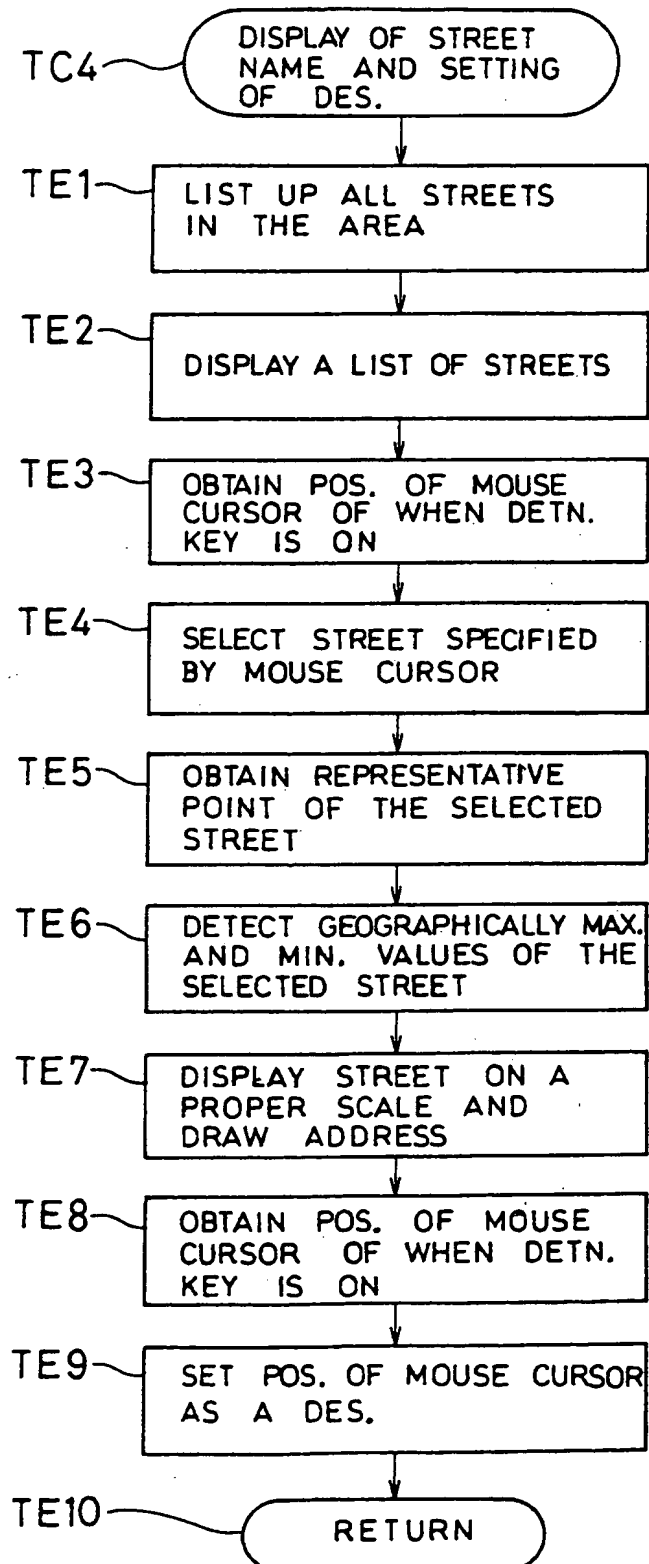 TC4
DISPLAY OF STREET
NAME AND SETTING
OF DES.
TE1
LIST UP ALL STREETS
IN THE AREA
TE2
DISPLAY A LIST OF STREETS
TE3
OBTAIN POS. OF MOUSE
CURSOR OF WHEN DETN.
KEY IS ON
TE4
SELECT STREET SPECIFIED
BY MOUSE CURSOR
TE5
OBTAIN REPRESENTATIVE
POINT OF THE SELECTED
STREET
TE6
DETECT GEOGRAPHICALLY MAX.
AND MIN. VALUES OF THE
SELECTED STREET
TE7
DISPLAY STREET ON A
PROPER SCALE AND
DRAW ADDRESS
TE8
OBTAIN POS. OF MOUSE
CURSOR OF WHEN DETN.
KEY IS ON
TE9
SET POS. OF MOUSE CURSOR
AS A DES.
TE10
RETURN